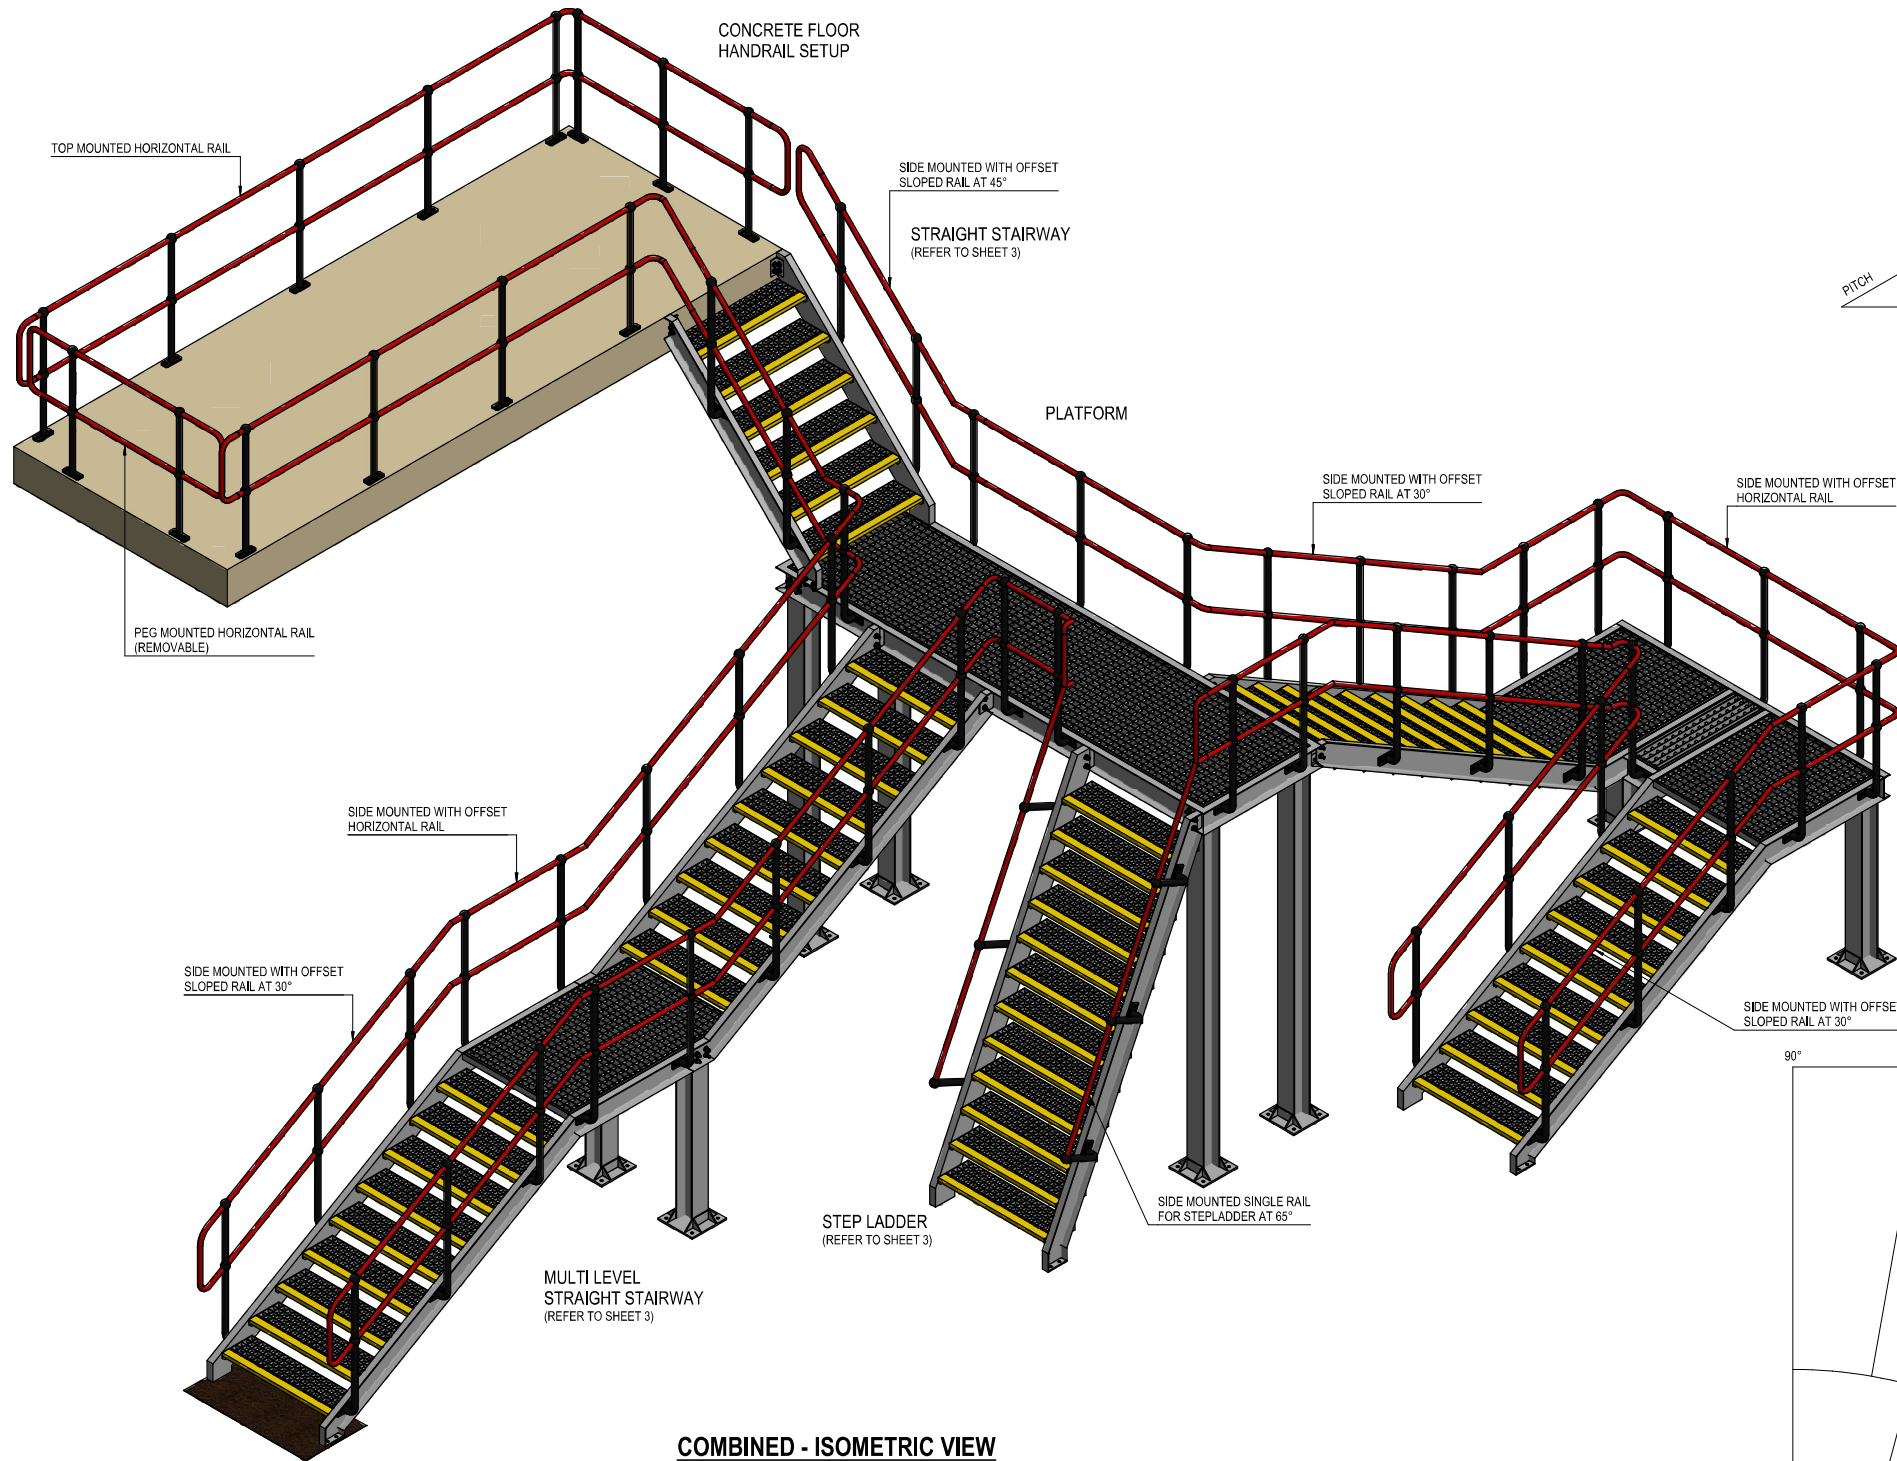 CONCRETE FLOOR
HANDRAIL SETUP
TOP MOUNTED HORIZONTAL RAIL
SIDE MOUNTED WITH OFFSET
SLOPED RAIL AT 45°
STRAIGHT STAIRWAY
(REFER TO SHEET 3)
PITCH
PLATFORM
SIDE MOUNTED WITH OFFSET
SLOPED RAIL AT 30°
SIDE MOUNTED WITH OFFSET
HORIZONTAL RAIL
PEG MOUNTED HORIZONTAL RAIL
(REMOVABLE)
SIDE MOUNTED WITH OFFSET
HORIZONTAL RAIL
SIDE MOUNTED WITH OFFSET
SLOPED RAIL AT 30°
SIDE MOUNTED WITH OFFSET
SLOPED RAIL AT 30°
90°
SIDE MOUNTED SINGLE RAIL
FOR STEPLADDER AT 65°
STEP LADDER
(REFER TO SHEET 3)
MULTI LEVEL
STRAIGHT STAIRWAY
(REFER TO SHEET 3)
COMBINED - ISOMETRIC VIEW